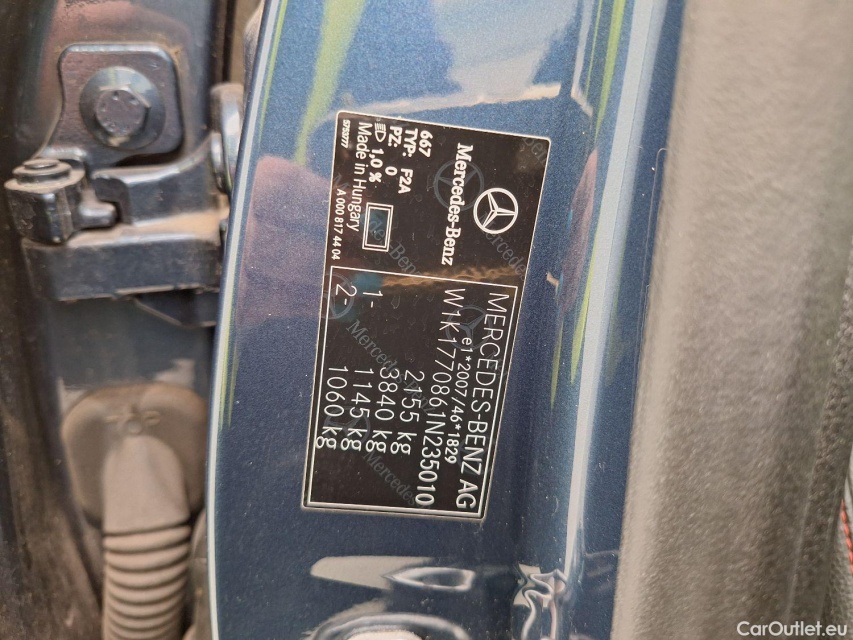 Mercedes-Benz
667
TYP: F2A
PZ: 0
1,0 %
Made in Hungary
A 000 817 44 04
5753777
MERCEDES-BENZ AG
e1*2007/46*1829
W1K1770861N235010
2155 kg
3840 kg
1- 1145 kg
2- 1060 kg
CarOutlet.eu